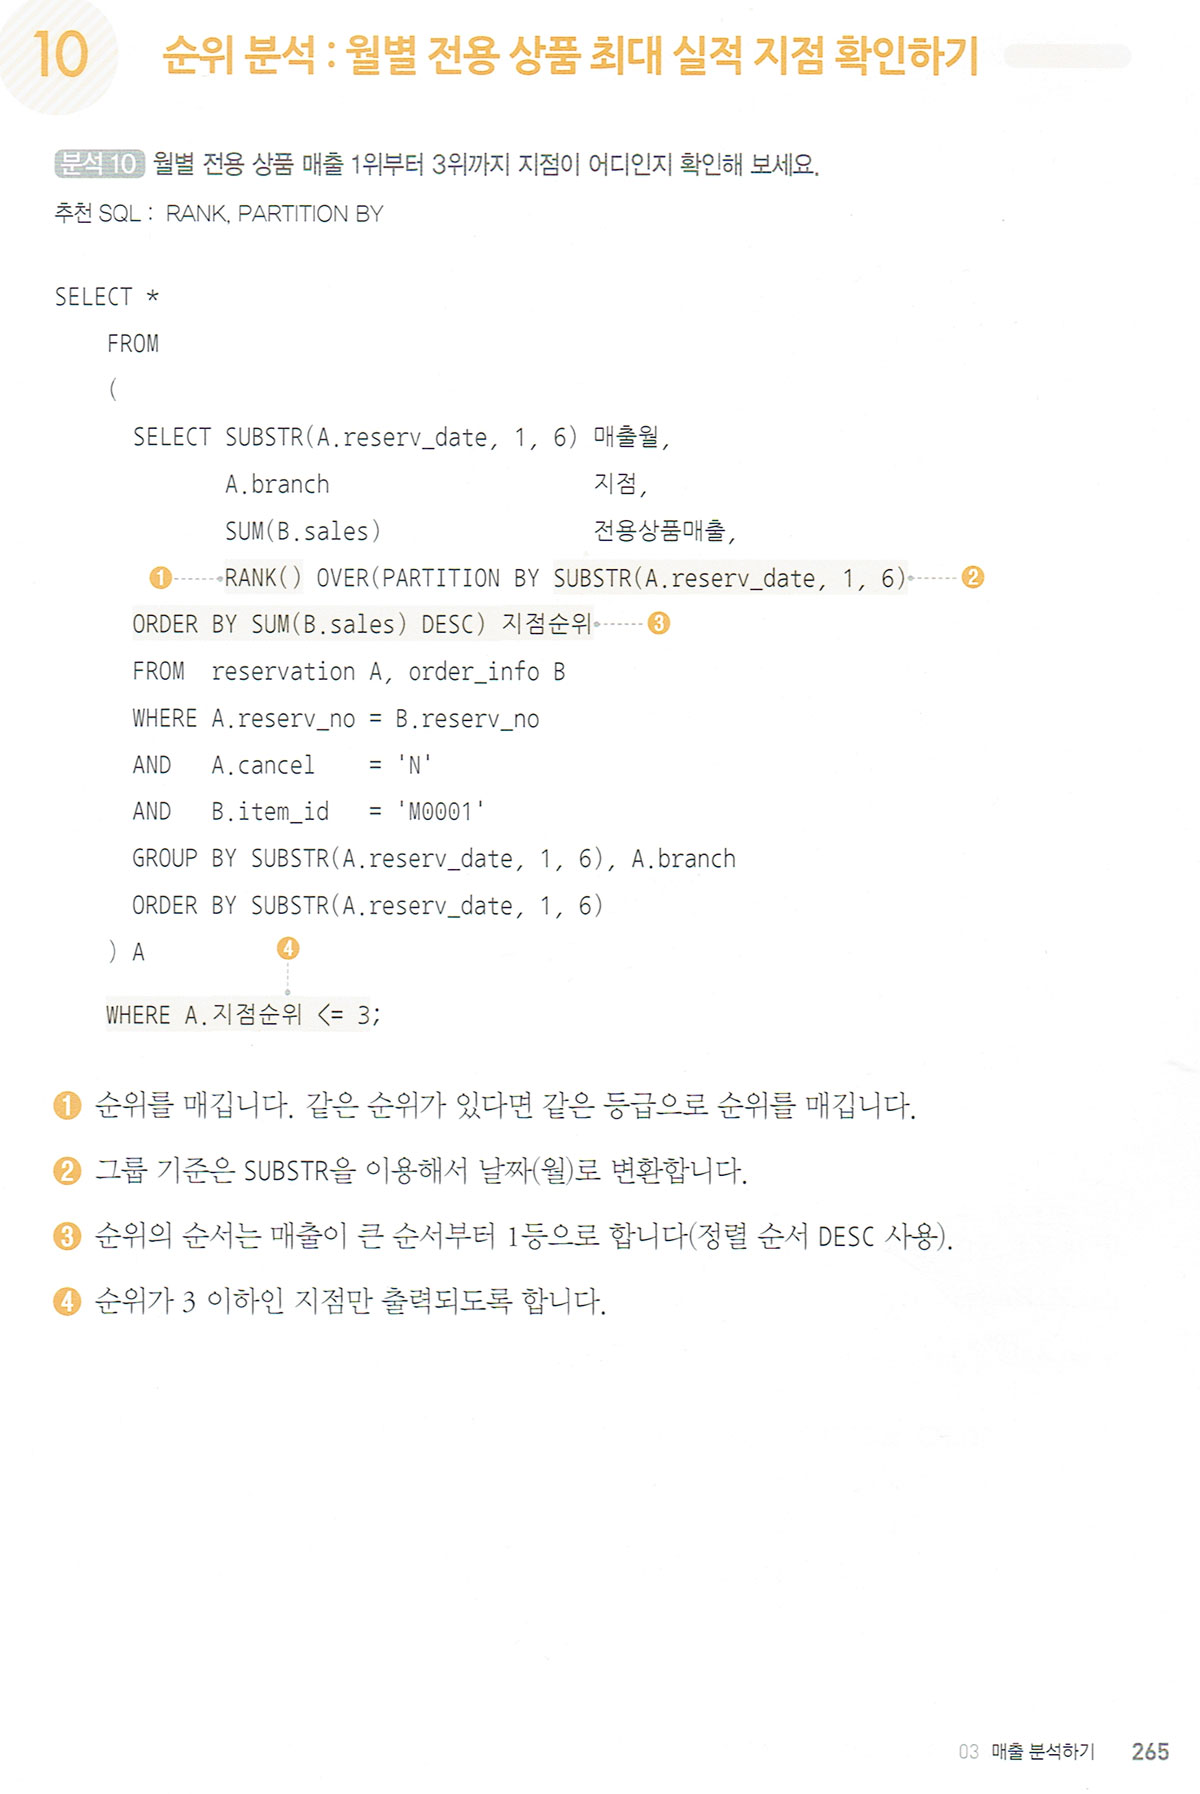 10 순위 분석 : 월별 전용 상품 최대 실적 지점 확인하기
분석 10 월별 전용 상품 매출 1위부터 3위까지 지점이 어디인지 확인해 보세요.
추천 SQL : RANK, PARTITION BY
SELECT *
FROM
(
SELECT SUBSTR(A.reserv_date, 1, 6) 매출월,
A.branch 지점,
SUM(B.sales) 전용상품매출,
❶ RANK() OVER(PARTITION BY SUBSTR(A.reserv_date, 1, 6) ❷
ORDER BY SUM(B.sales) DESC) 지점순위 ❸
FROM reservation A, order_info B
WHERE A.reserv_no = B.reserv_no
AND A.cancel = 'N'
AND B.item_id = 'M0001'
GROUP BY SUBSTR(A.reserv_date, 1, 6), A.branch
ORDER BY SUBSTR(A.reserv_date, 1, 6)
) A ❹
WHERE A.지점순위 <= 3;
❶ 순위를 매깁니다. 같은 순위가 있다면 같은 등급으로 순위를 매깁니다.
❷ 그룹 기준은 SUBSTR을 이용해서 날짜(월)로 변환합니다.
❸ 순위의 순서는 매출이 큰 순서부터 1등으로 합니다(정렬 순서 DESC 사용).
❹ 순위가 3 이하인 지점만 출력되도록 합니다.
03 매출 분석하기 265